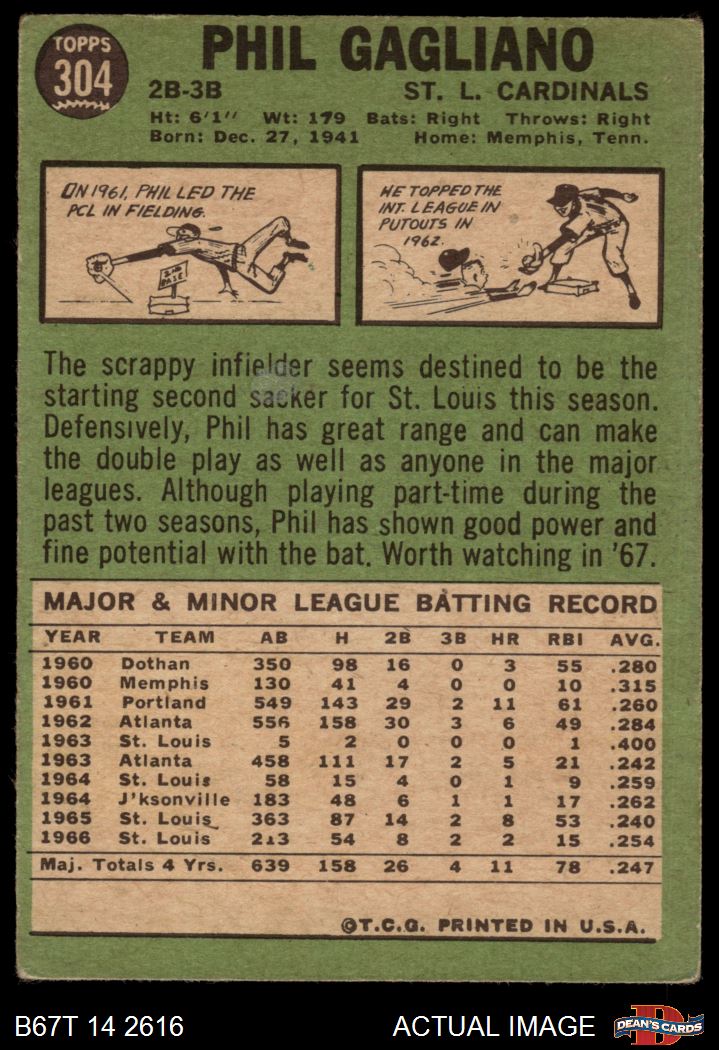 TOPPS
304
PHIL GAGLIANO
2B-3B ST. L. CARDINALS
Ht: 6'1" Wt: 179 Bats: Right Throws: Right
Born: Dec. 27, 1941 Home: Memphis, Tenn.
IN 1961, PHIL LED THE
PCL IN FIELDING.
2ND
BASE
HE TOPPED THE
INT. LEAGUE IN
PUTOUTS IN
1962.
The scrappy infielder seems destined to be the
starting second sacker for St. Louis this season.
Defensively, Phil has great range and can make
the double play as well as anyone in the major
leagues. Although playing part-time during the
past two seasons, Phil has shown good power and
fine potential with the bat. Worth watching in '67.
MAJOR & MINOR LEAGUE BATTING RECORD
YEAR TEAM AB H 2B 3B HR RBI AVG.
1960 Dothan 350 98 16 0 3 55 .280
1960 Memphis 130 41 4 0 0 10 .315
1961 Portland 549 143 29 2 11 61 .260
1962 Atlanta 556 158 30 3 6 49 .284
1963 St. Louis 5 2 0 0 0 1 .400
1963 Atlanta 458 111 17 2 5 21 .242
1964 St. Louis 58 15 4 0 1 9 .259
1964 J'ksonville 183 48 6 1 1 17 .262
1965 St. Louis 363 87 14 2 8 53 .240
1966 St. Louis 213 54 8 2 2 15 .254
Maj. Totals 4 Yrs. 639 158 26 4 11 78 .247
©T.C.G. PRINTED IN U.S.A.
B67T 14 2616 ACTUAL IMAGE
D
DEAN'S CARDS